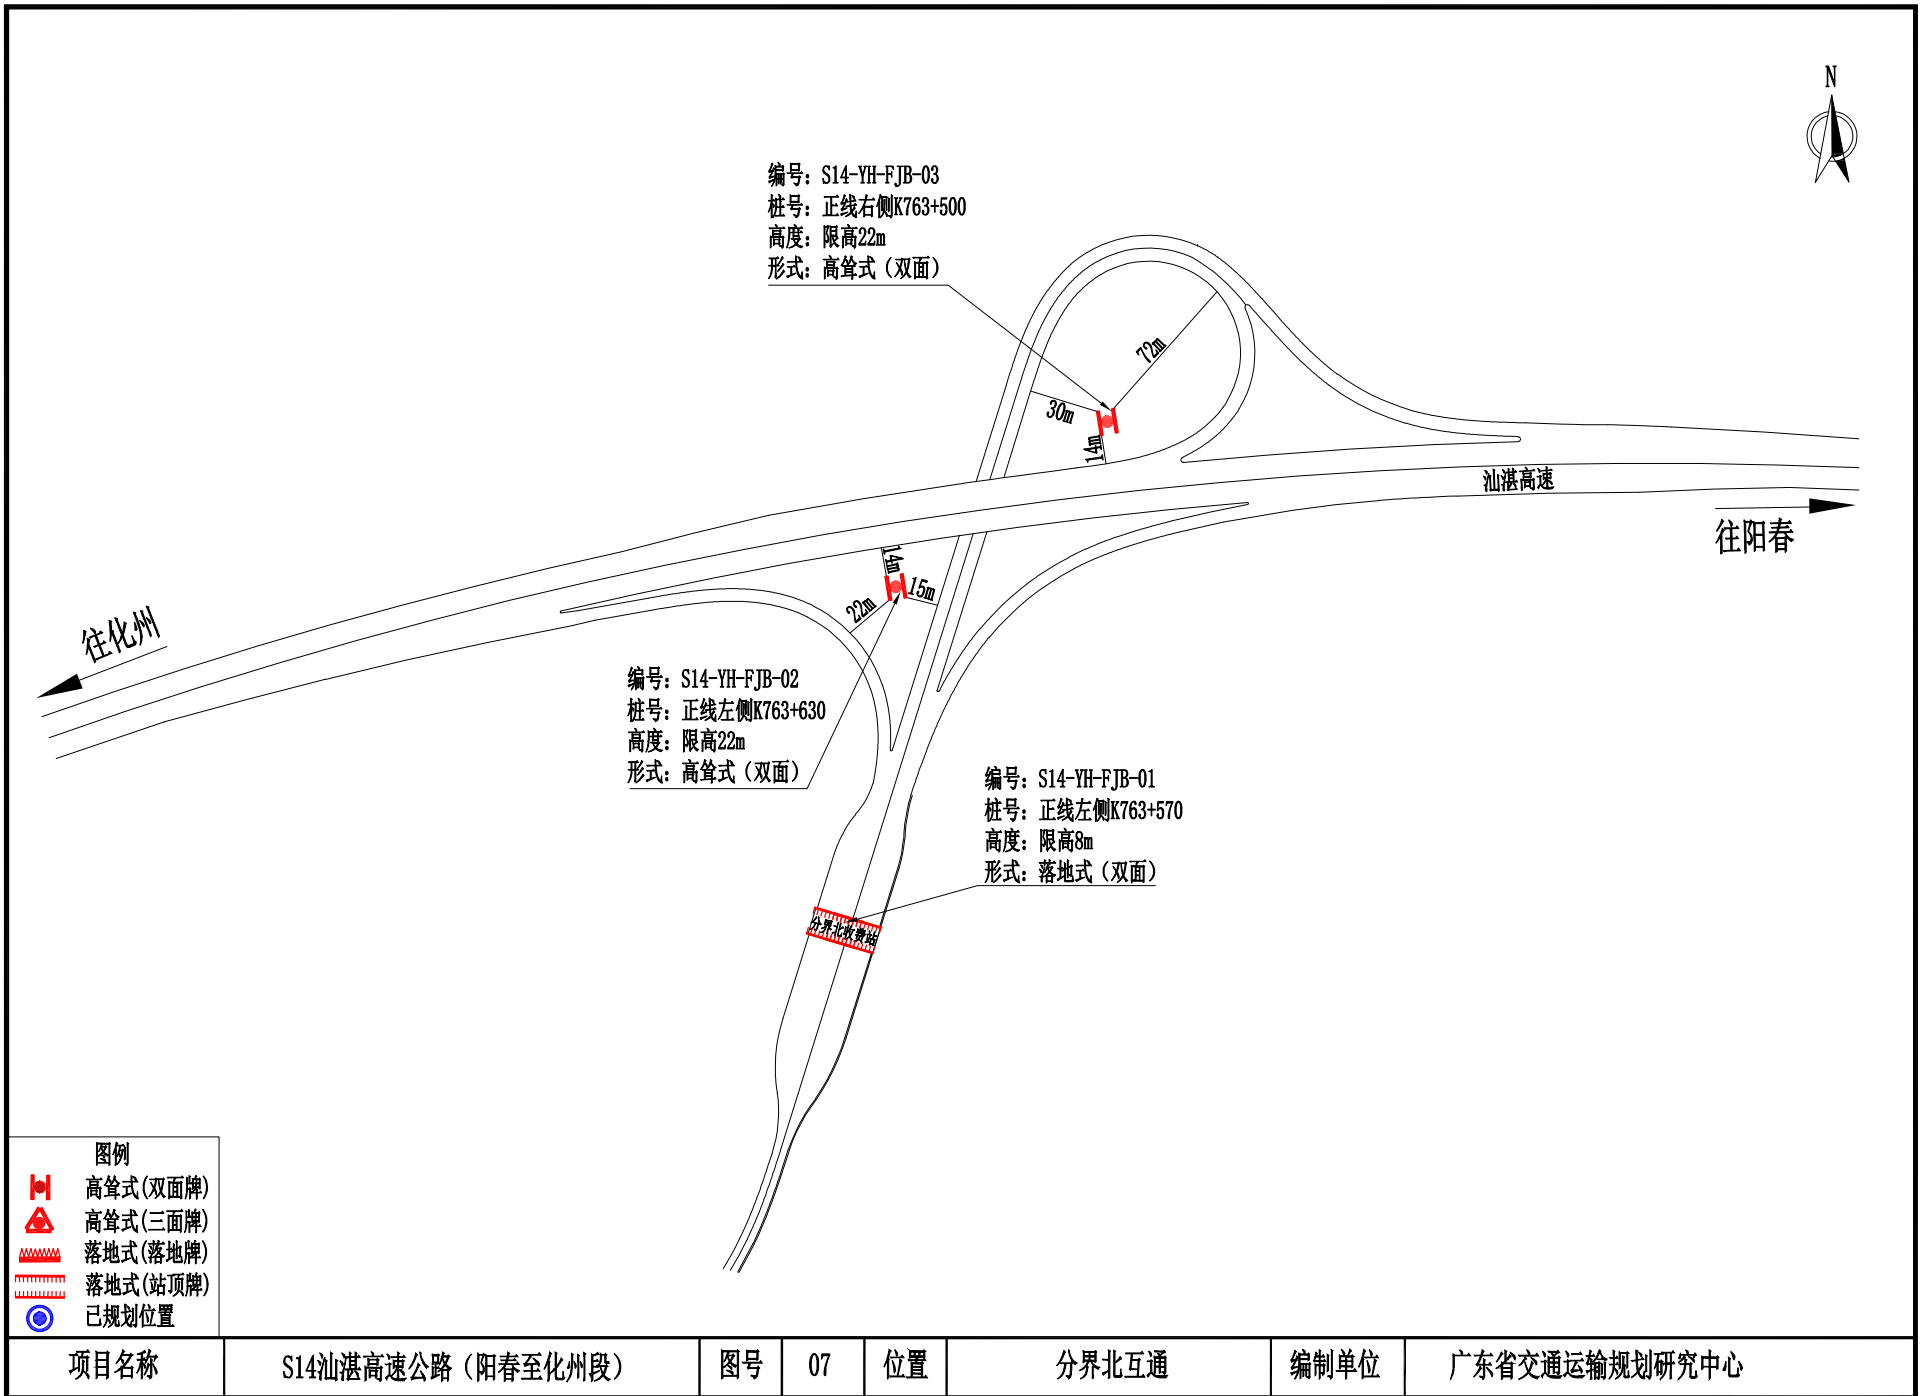 N
编号：S14-YH-FJB-03
桩号：正线右侧K763+500
高度：限高22m
形式：高耸式（双面）
72m
30m
14m
汕湛高速
往阳春
14m
15m
22m
往化州
编号：S14-YH-FJB-02
桩号：正线左侧K763+630
高度：限高22m
形式：高耸式（双面）
编号：S14-YH-FJB-01
桩号：正线左侧K763+570
高度：限高8m
形式：落地式（双面）
分界北收费站
图例
高耸式(双面牌)
高耸式(三面牌)
落地式(落地牌)
落地式(站顶牌)
已规划位置
项目名称 S14汕湛高速公路（阳春至化州段） 图号 07 位置 分界北互通 编制单位 广东省交通运输规划研究中心